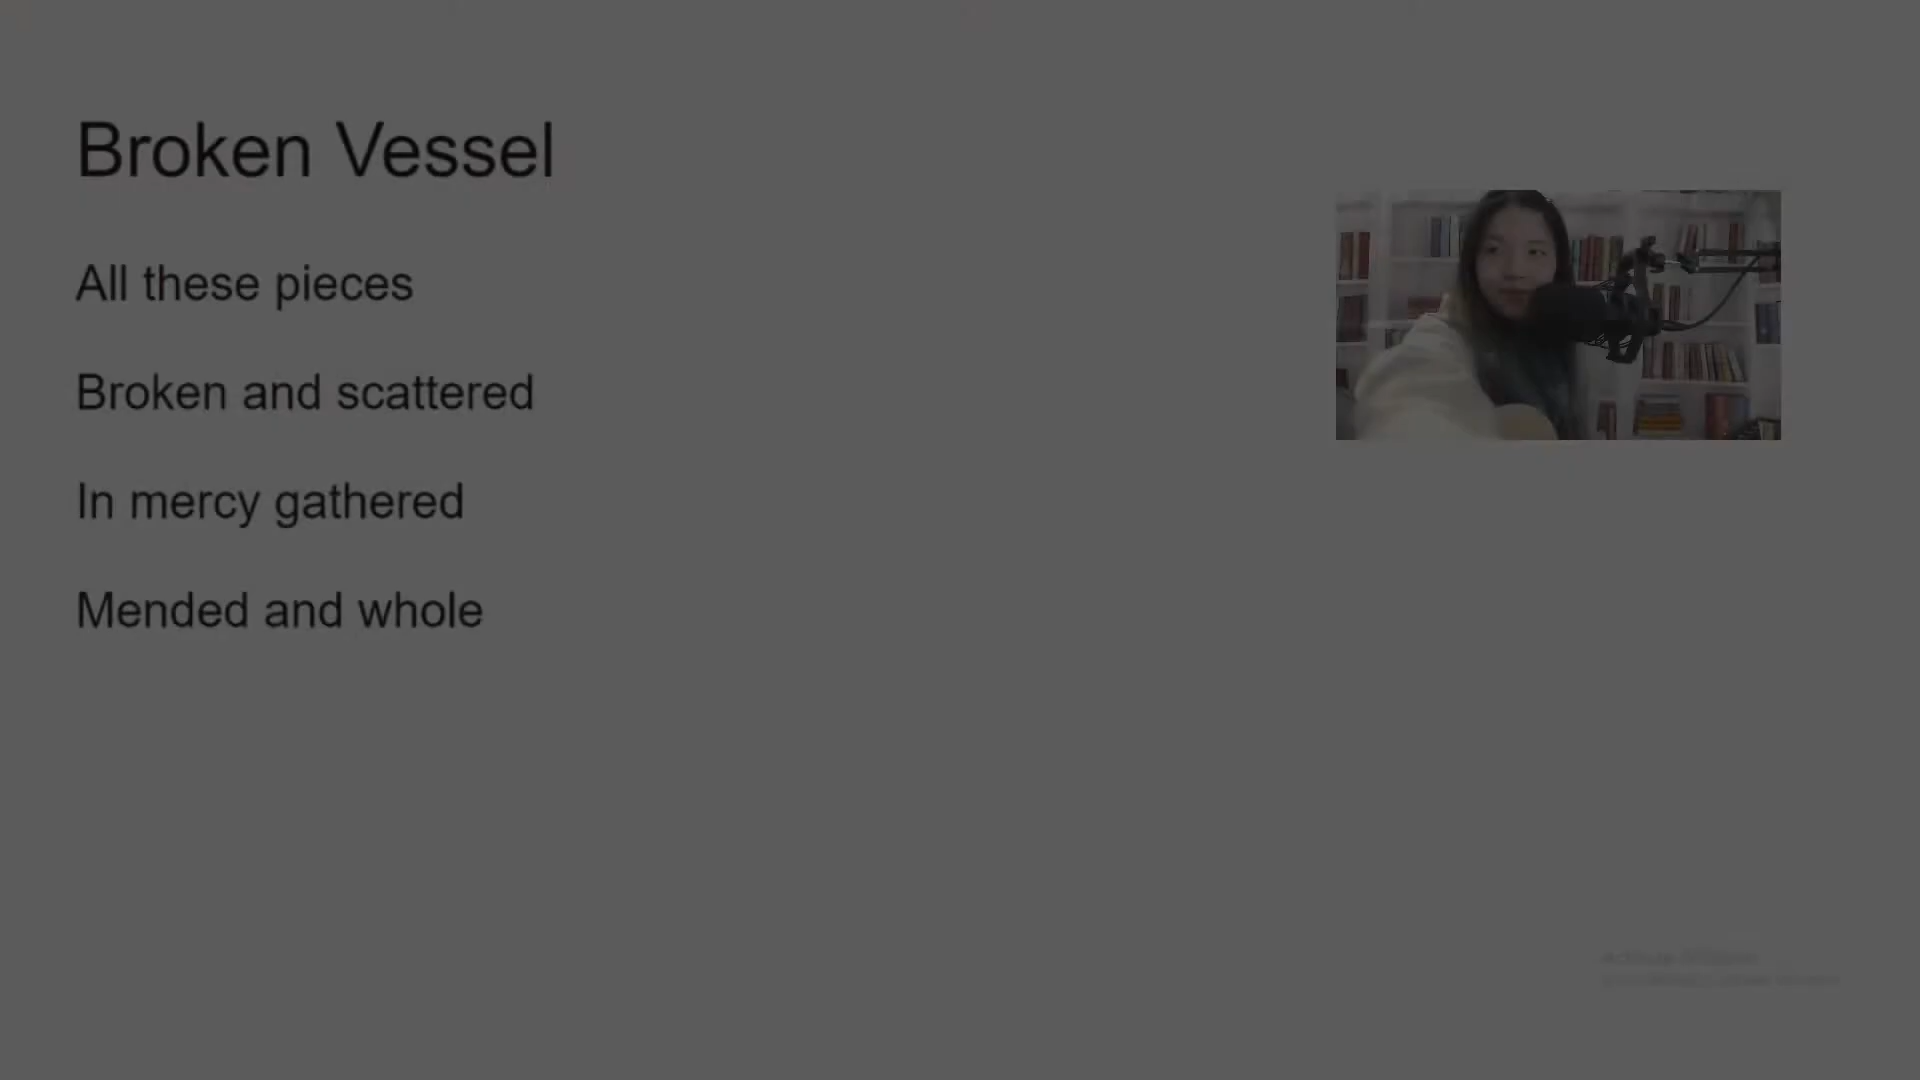 Broken Vessel
All these pieces
Broken and scattered
In mercy gathered
Mended and whole